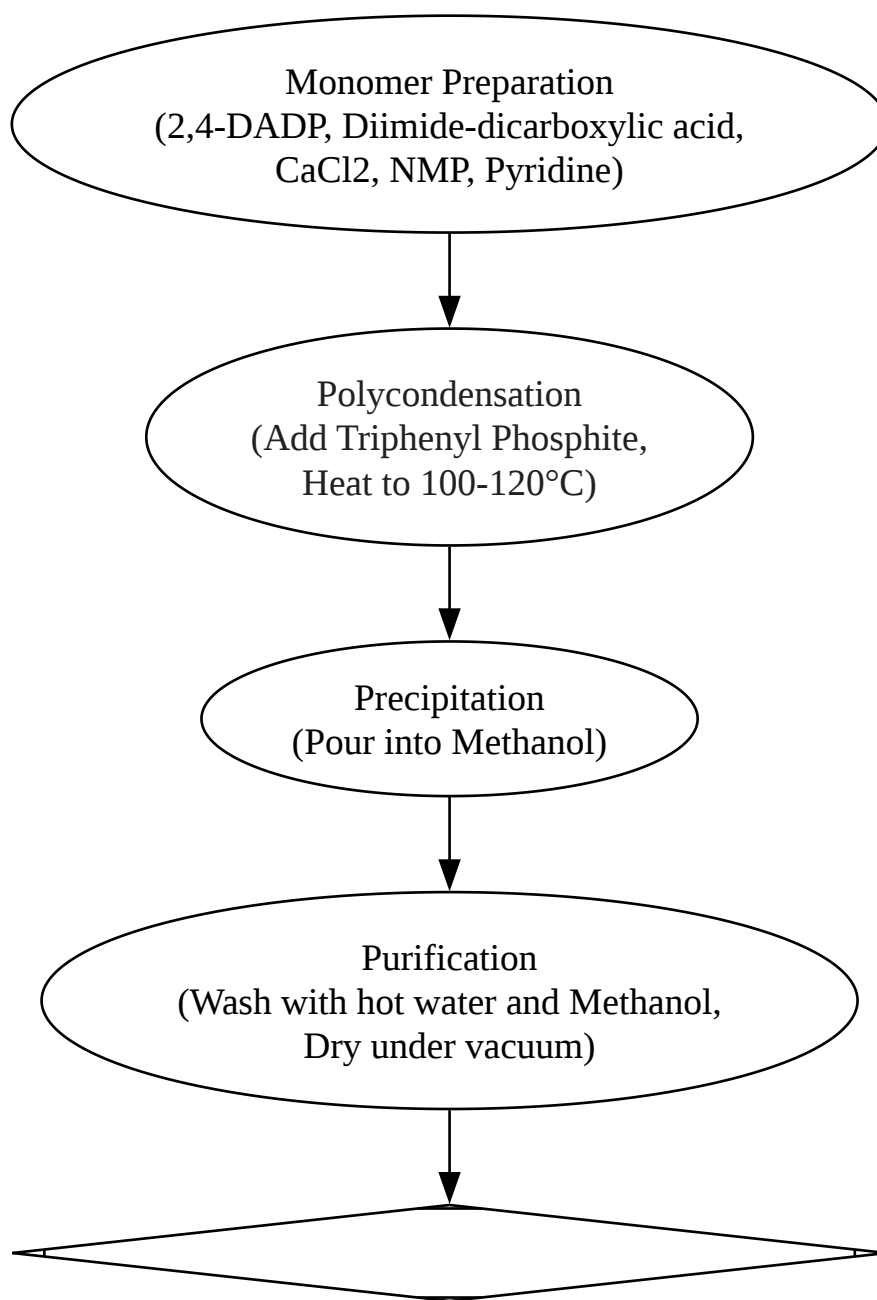 Monomer Preparation
(2,4-DADP, Diimide-dicarboxylic acid,
CaCl2, NMP, Pyridine)
Polycondensation
(Add Triphenyl Phosphite,
Heat to 100-120°C)
Precipitation
(Pour into Methanol)
Purification
(Wash with hot water and Methanol,
Dry under vacuum)